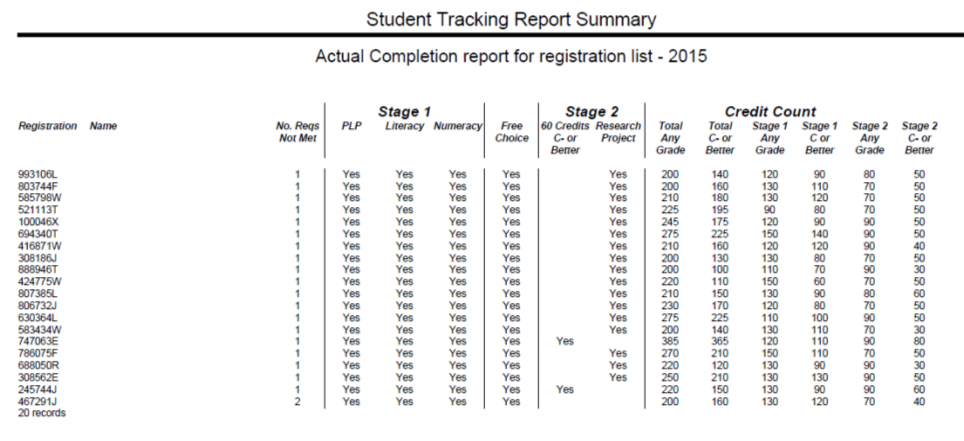 Student Tracking Report Summary
Actual Completion report for registration list - 2015
Stage 1 Stage 2 Credit Count
Registration Name No. Reqs PLP Literacy Numeracy Free 60 Credits Research Total Total Stage 1 Stage 1 Stage 2 Stage 2
Not Met Choice C- or Project Any C- or Any C or Any C- or
Better Grade Better Grade Better Grade Better
993106L 1 Yes Yes Yes Yes Yes 200 140 120 90 80 50
803744F 1 Yes Yes Yes Yes Yes 200 160 130 110 70 50
585798W 1 Yes Yes Yes Yes Yes 210 180 130 120 70 50
521113T 1 Yes Yes Yes Yes Yes 225 195 90 80 70 50
100046X 1 Yes Yes Yes Yes Yes 245 175 120 90 90 50
694340T 1 Yes Yes Yes Yes Yes 275 225 150 140 90 50
416871W 1 Yes Yes Yes Yes Yes 210 160 120 120 90 40
308186J 1 Yes Yes Yes Yes Yes 200 130 130 80 70 50
888946T 1 Yes Yes Yes Yes Yes 200 100 110 70 90 30
424775W 1 Yes Yes Yes Yes Yes 220 110 150 60 70 50
807385L 1 Yes Yes Yes Yes Yes 210 150 130 90 80 60
806732J 1 Yes Yes Yes Yes Yes 230 170 120 80 70 50
630364L 1 Yes Yes Yes Yes Yes 275 225 110 100 90 50
583434W 1 Yes Yes Yes Yes Yes 200 140 130 110 70 30
747063E 1 Yes Yes Yes Yes Yes 385 365 120 110 90 80
786075F 1 Yes Yes Yes Yes Yes 270 210 150 110 70 50
688050R 1 Yes Yes Yes Yes Yes 220 120 130 90 90 30
308562E 1 Yes Yes Yes Yes Yes 250 210 130 130 90 50
245744J 1 Yes Yes Yes Yes Yes 220 150 130 90 90 60
467291J 2 Yes Yes Yes Yes 200 160 130 120 70 40
20 records